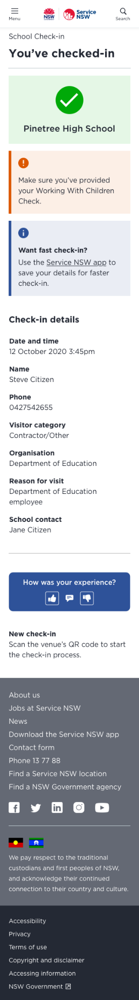 Menu
NSW
GOVERNMENT
Service
NSW
Search
School Check-in
You’ve checked-in
Pinetree High School
Make sure you’ve provided
your Working With Children
Check.
Want fast check-in?
Use the Service NSW app to
save your details for faster
check-in.
Check-in details
Date and time
12 October 2020 3:45pm
Name
Steve Citizen
Phone
0427542655
Visitor category
Contractor/Other
Organisation
Department of Education
Reason for visit
Department of Education
employee
School contact
Jane Citizen
How was your experience?
New check-in
Scan the venue’s QR code to start
the check-in process.
About us
Jobs at Service NSW
News
Download the Service NSW app
Contact form
Phone 13 77 88
Find a Service NSW location
Find a NSW Government agency
We pay respect to the traditional
custodians and first peoples of NSW,
and acknowledge their continued
connection to their country and culture.
Accessibility
Privacy
Terms of use
Copyright and disclaimer
Accessing information
NSW Government